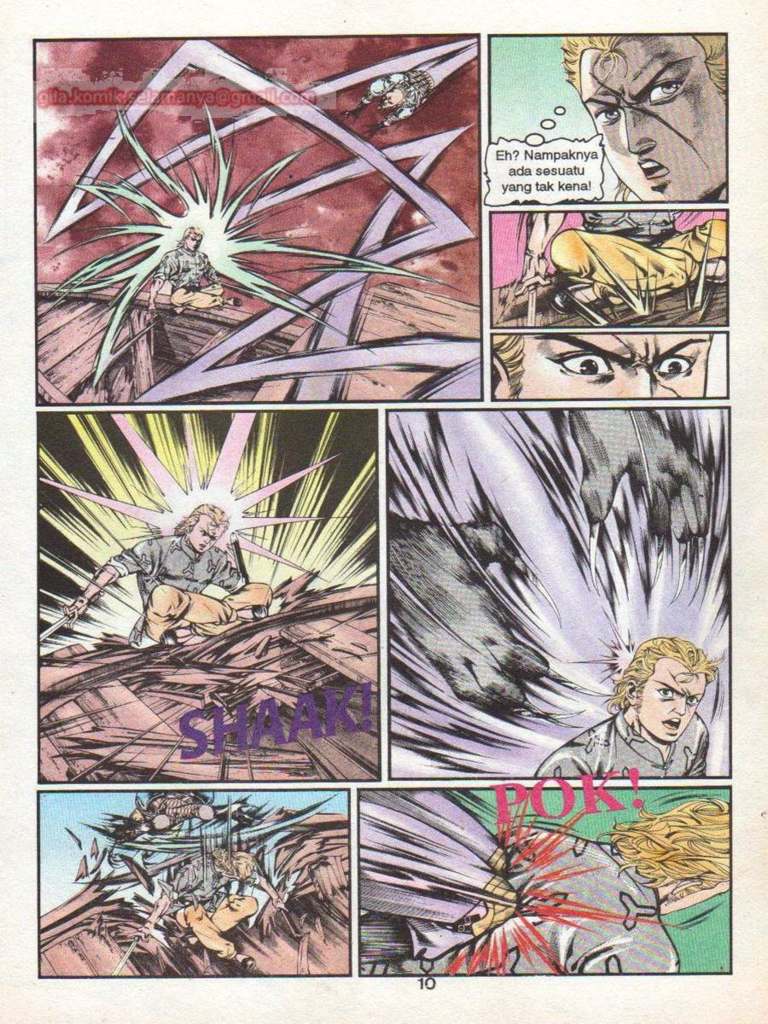 gila.komik.selamanya@gmail.com
Eh? Nampaknya
ada sesuatu
yang tak kena!
SHAAK!
POK!
10